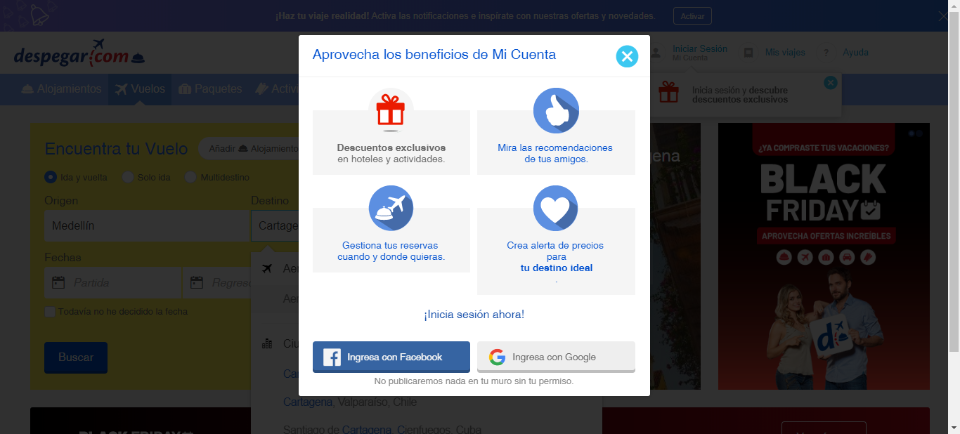 ¡Haz tu viaje realidad! Activa las notificaciones e inspírate con nuestras ofertas y novedades.
Activar
despegar.com
Iniciar Sesión
Mi Cuenta
Mis viajes
? Ayuda
Alojamientos
Vuelos
Paquetes
Inicia sesión y descubre
descuentos exclusivos
Aprovecha los beneficios de Mi Cuenta
Descuentos exclusivos
en hoteles y actividades.
Mira las recomendaciones
de tus amigos.
Gestiona tus reservas
cuando y donde quieras.
Crea alerta de precios
para
tu destino ideal
.
¡Inicia sesión ahora!
Ingresa con Facebook
Ingresa con Google
No publicaremos nada en tu muro sin tu permiso.
Encuentra tu Vuelo
Añadir Alojamiento
Ida y vuelta
Sólo ida
Multidestino
Origen
Destino
Medellín
Cartage
Fechas
Partida
Todavía no he decidido la fecha
Buscar
Cartagena, Valparaíso, Chile
Santiago de Cartagena, Cienfuegos, Cuba
¿YA COMPRASTE TUS VACACIONES?
BLACK
FRIDAY
APROVECHA OFERTAS INCREÍBLES
BLACK FRIDAY